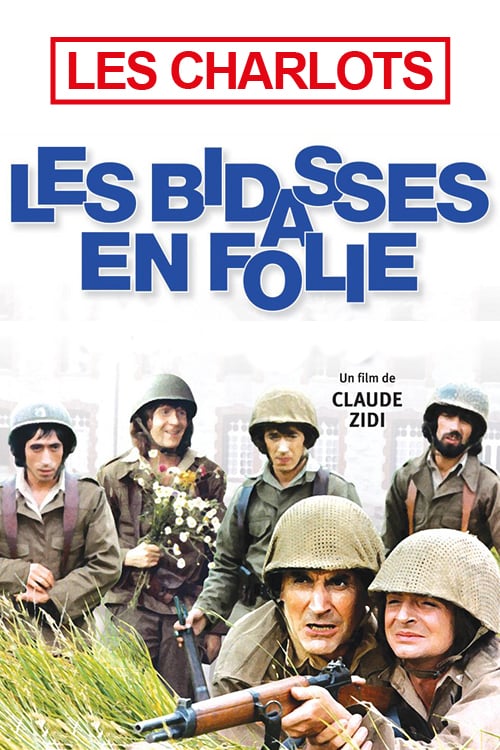 LES CHARLOTS
LES BIDASSES
EN FOLIE
Un film de
CLAUDE
ZIDI